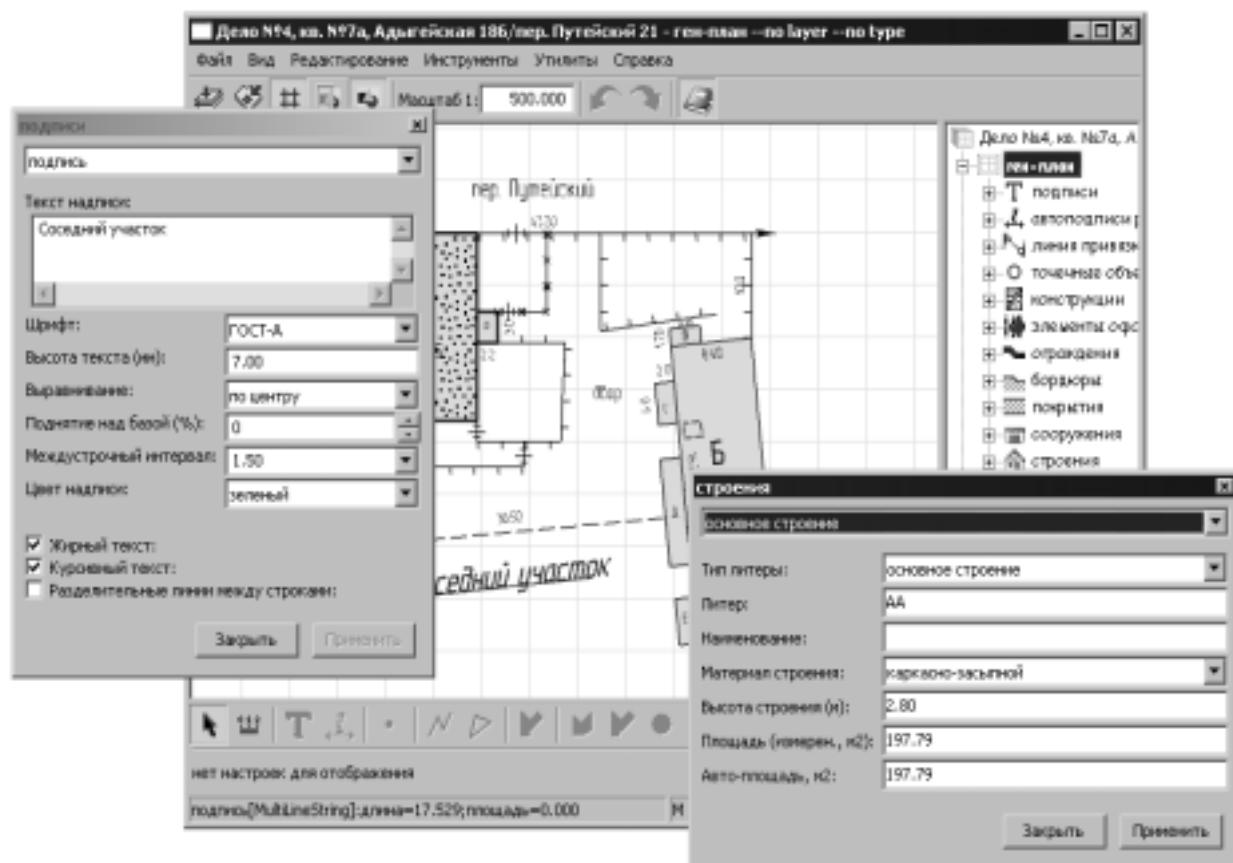 Дело №4, кв. №7а, Адыгейская 186/пер. Путейский 21 - ген-план --no layer --no type
Файл Вид Редактирование Инструменты Утилиты Справка
Масштаб 1: 500.000
подписи
подпись
Текст надписи:
Соседний участок
Шрифт: ГОСТ-А
Высота текста (мм): 7.00
Выравнивание: по центру
Поднятие над базой (%): 0
Междустрочный интервал: 1.50
Цвет надписи: зеленый
Жирный текст:
Курсивный текст:
Разделительные линии между строками:
Закрыть Применить
пер. Путейский
4,40
Б
седний участок
Дело №4, кв. №7а, А
ген-план
подписи
автоподписи р
линия привязк
точечные объе
конструкции
элементы офо
ограждения
бордюры
покрытия
сооружения
строения
строения
основное строение
Тип литеры: основное строение
Литер: АА
Наименование:
Материал строения: каркасно-засыпной
Высота строения (м): 2.80
Площадь (измерен., м2): 197.79
Авто-площадь, м2: 197.79
Закрыть Применить
нет настроек для отображения
подпись[MultiLineString]:длина=17.529;площадь=0.000
М